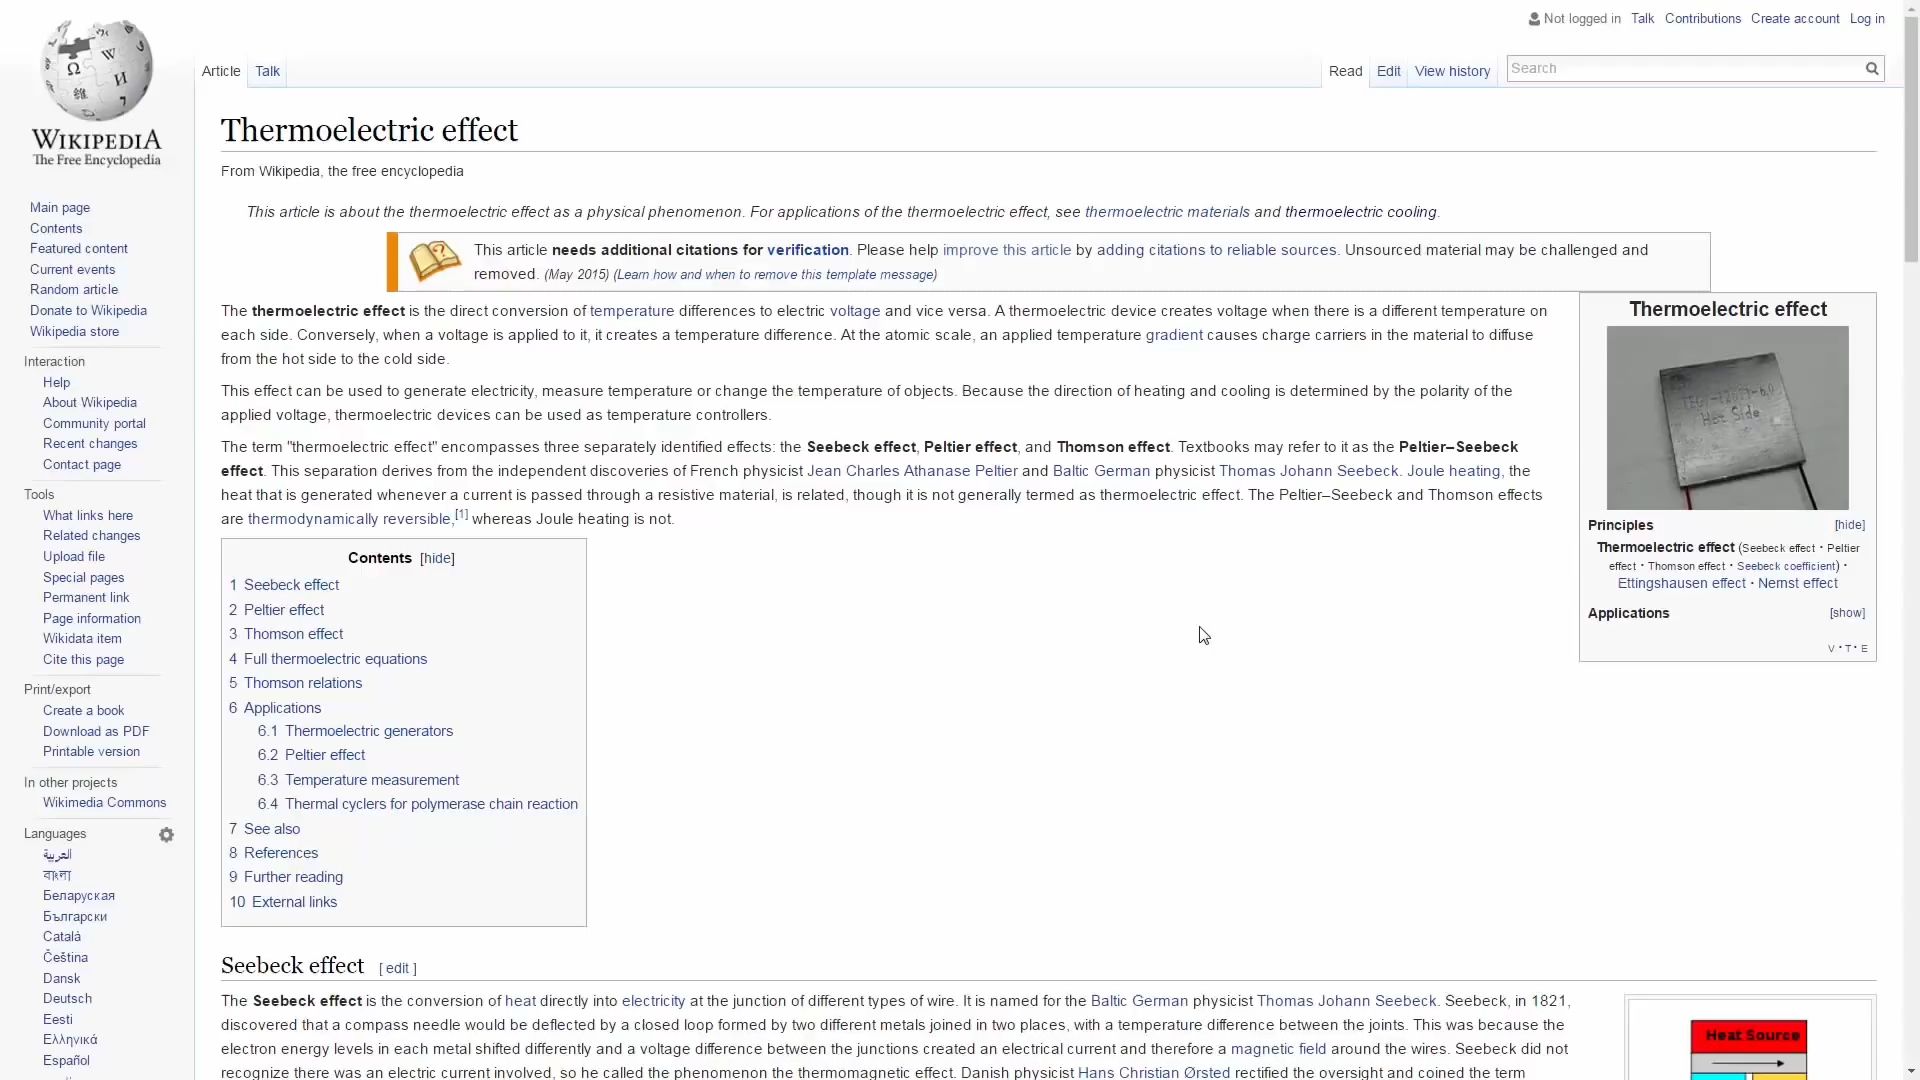 Not logged in Talk Contributions Create account Log in
Article Talk
Read Edit View history Search
WIKIPEDIA
The Free Encyclopedia
Main page
Contents
Featured content
Current events
Random article
Donate to Wikipedia
Wikipedia store
Interaction
Help
About Wikipedia
Community portal
Recent changes
Contact page
Tools
What links here
Related changes
Upload file
Special pages
Permanent link
Page information
Wikidata item
Cite this page
Print/export
Create a book
Download as PDF
Printable version
In other projects
Wikimedia Commons
Languages
العربية
বাংলা
Беларуская
Български
Català
Čeština
Dansk
Deutsch
Eesti
Ελληνικά
Español
Thermoelectric effect
From Wikipedia, the free encyclopedia
This article is about the thermoelectric effect as a physical phenomenon. For applications of the thermoelectric effect, see thermoelectric materials and thermoelectric cooling.
This article needs additional citations for verification. Please help improve this article by adding citations to reliable sources. Unsourced material may be challenged and
removed. (May 2015) (Learn how and when to remove this template message)
The thermoelectric effect is the direct conversion of temperature differences to electric voltage and vice versa. A thermoelectric device creates voltage when there is a different temperature on
each side. Conversely, when a voltage is applied to it, it creates a temperature difference. At the atomic scale, an applied temperature gradient causes charge carriers in the material to diffuse
from the hot side to the cold side.
This effect can be used to generate electricity, measure temperature or change the temperature of objects. Because the direction of heating and cooling is determined by the polarity of the
applied voltage, thermoelectric devices can be used as temperature controllers.
The term "thermoelectric effect" encompasses three separately identified effects: the Seebeck effect, Peltier effect, and Thomson effect. Textbooks may refer to it as the Peltier–Seebeck
effect. This separation derives from the independent discoveries of French physicist Jean Charles Athanase Peltier and Baltic German physicist Thomas Johann Seebeck. Joule heating, the
heat that is generated whenever a current is passed through a resistive material, is related, though it is not generally termed as thermoelectric effect. The Peltier–Seebeck and Thomson effects
are thermodynamically reversible,[1] whereas Joule heating is not.
Thermoelectric effect
Hot Side
Principles [hide]
Thermoelectric effect (Seebeck effect · Peltier
effect · Thomson effect · Seebeck coefficient) ·
Ettingshausen effect · Nernst effect
Applications [show]
V · T · E
Contents [hide]
1 Seebeck effect
2 Peltier effect
3 Thomson effect
4 Full thermoelectric equations
5 Thomson relations
6 Applications
6.1 Thermoelectric generators
6.2 Peltier effect
6.3 Temperature measurement
6.4 Thermal cyclers for polymerase chain reaction
7 See also
8 References
9 Further reading
10 External links
Seebeck effect [ edit ]
The Seebeck effect is the conversion of heat directly into electricity at the junction of different types of wire. It is named for the Baltic German physicist Thomas Johann Seebeck. Seebeck, in 1821,
discovered that a compass needle would be deflected by a closed loop formed by two different metals joined in two places, with a temperature difference between the joints. This was because the
electron energy levels in each metal shifted differently and a voltage difference between the junctions created an electrical current and therefore a magnetic field around the wires. Seebeck did not
recognize there was an electric current involved, so he called the phenomenon the thermomagnetic effect. Danish physicist Hans Christian Ørsted rectified the oversight and coined the term
Heat Source